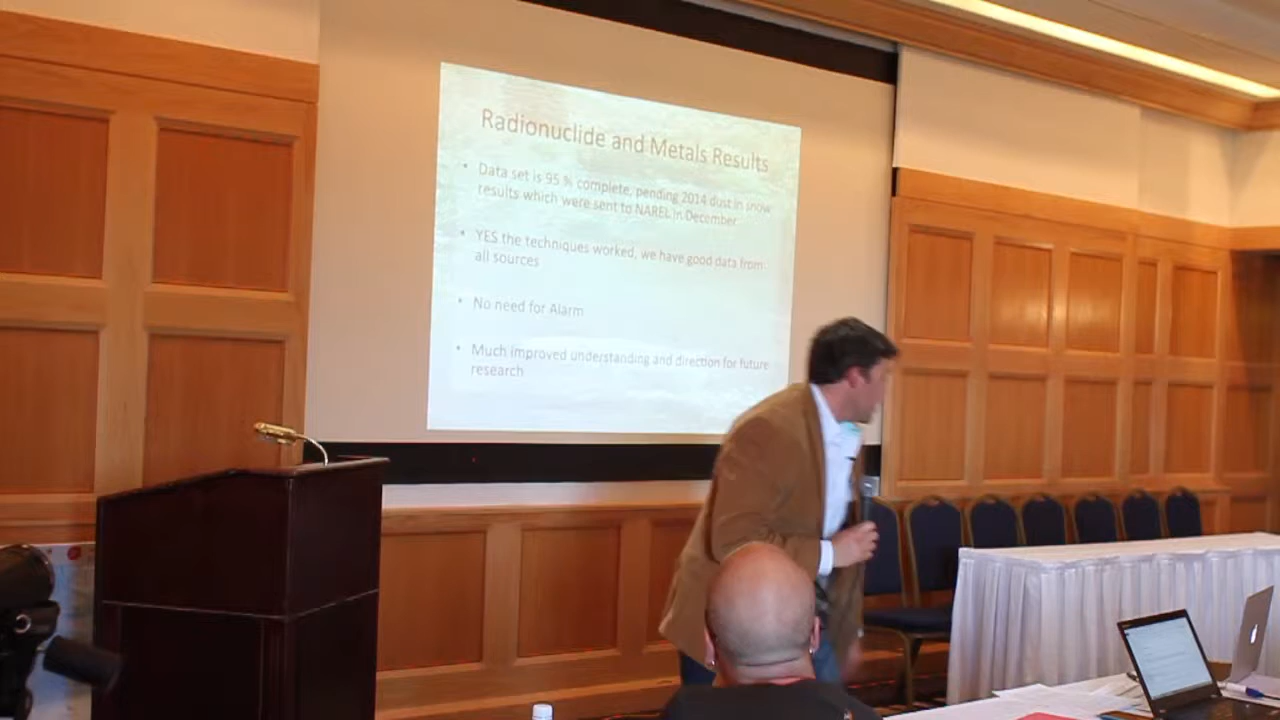 Radionuclide and Metals Results
• Data set is 95 % complete, pending 2014 dust in snow
results which were sent to NAREL in December
• YES the techniques worked, we have good data from
all sources
• No need for Alarm
• Much improved understanding and direction for future
research